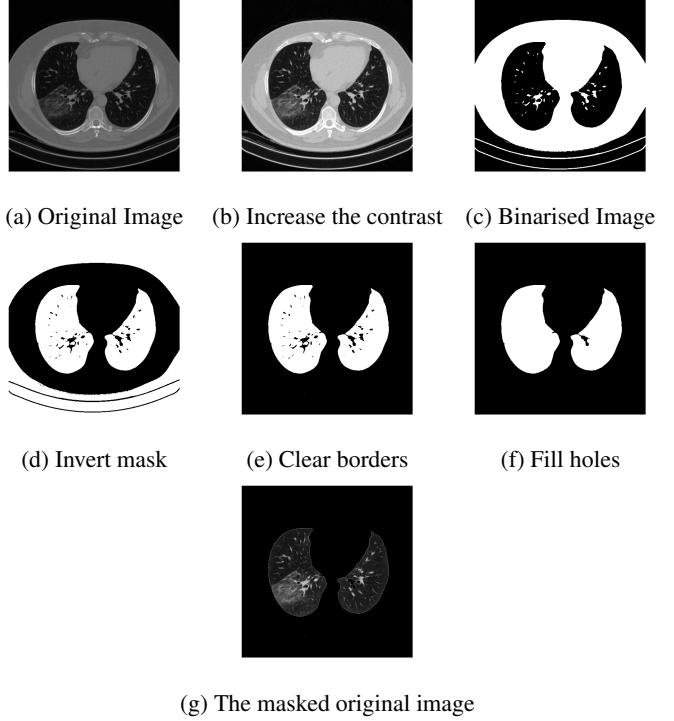 (a) Original Image
(b) Increase the contrast
(c) Binarised Image
(d) Invert mask
(e) Clear borders
(f) Fill holes
(g) The masked original image